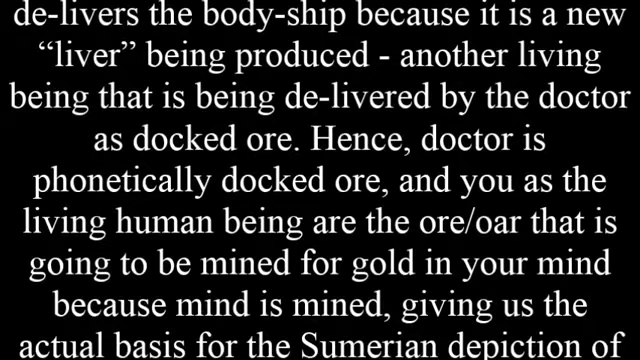 de-livers the body-ship because it is a new
“liver” being produced - another living
being that is being de-livered by the doctor
as docked ore. Hence, doctor is
phonetically docked ore, and you as the
living human being are the ore/oar that is
going to be mined for gold in your mind
because mind is mined, giving us the
actual basis for the Sumerian depiction of